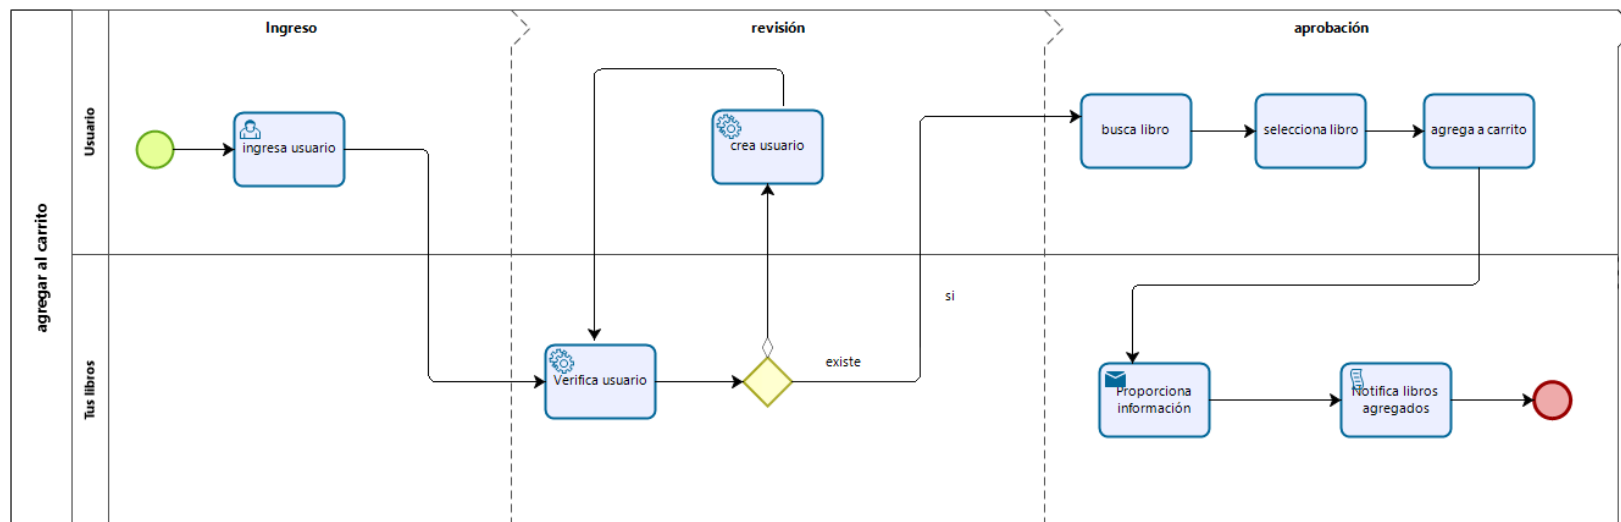 Ingreso
revisión
aprobación
agregar al carrito
Usuario
ingresa usuario
crea usuario
busca libro
selecciona libro
agrega a carrito
Tus libros
Verifica usuario
existe
si
Proporciona
información
Notifica libros
agregados